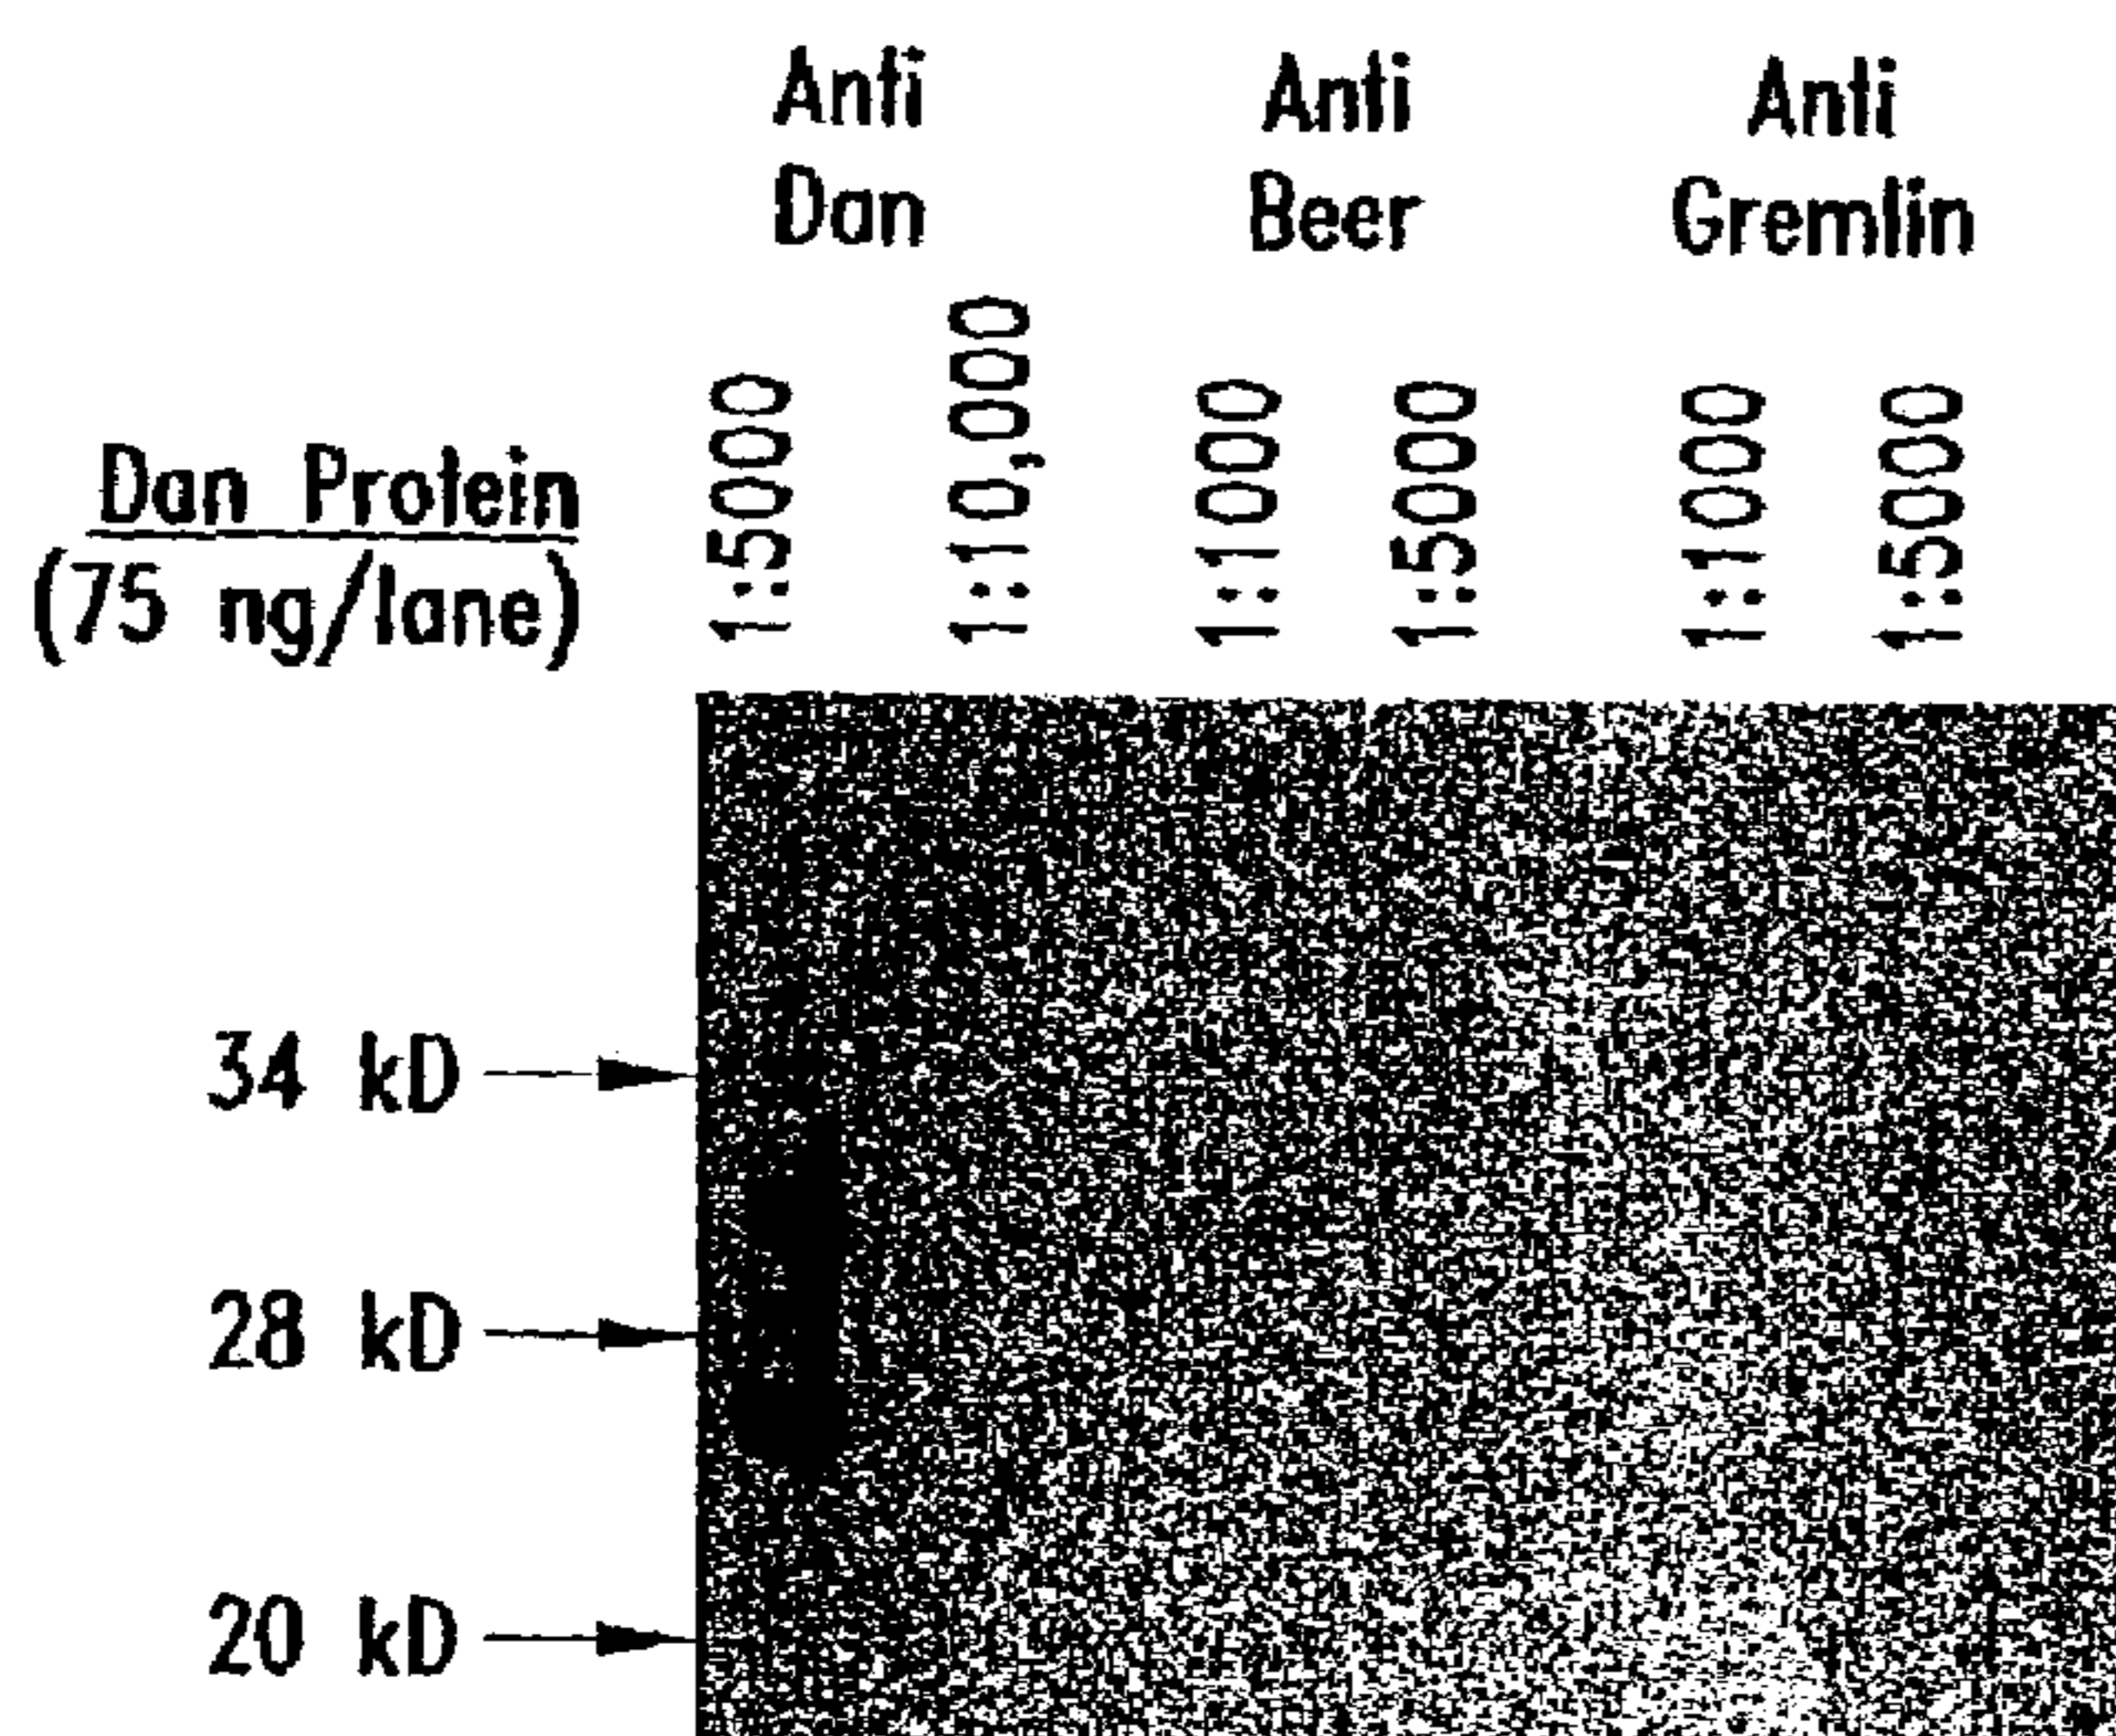 Anti Anti Anti
Dan Beer Gremlin
1:5000 1:10,000 1:1000 1:5000 1:1000 1:5000
Dan Protein
(75 ng/lane)
34 kD
28 kD
20 kD